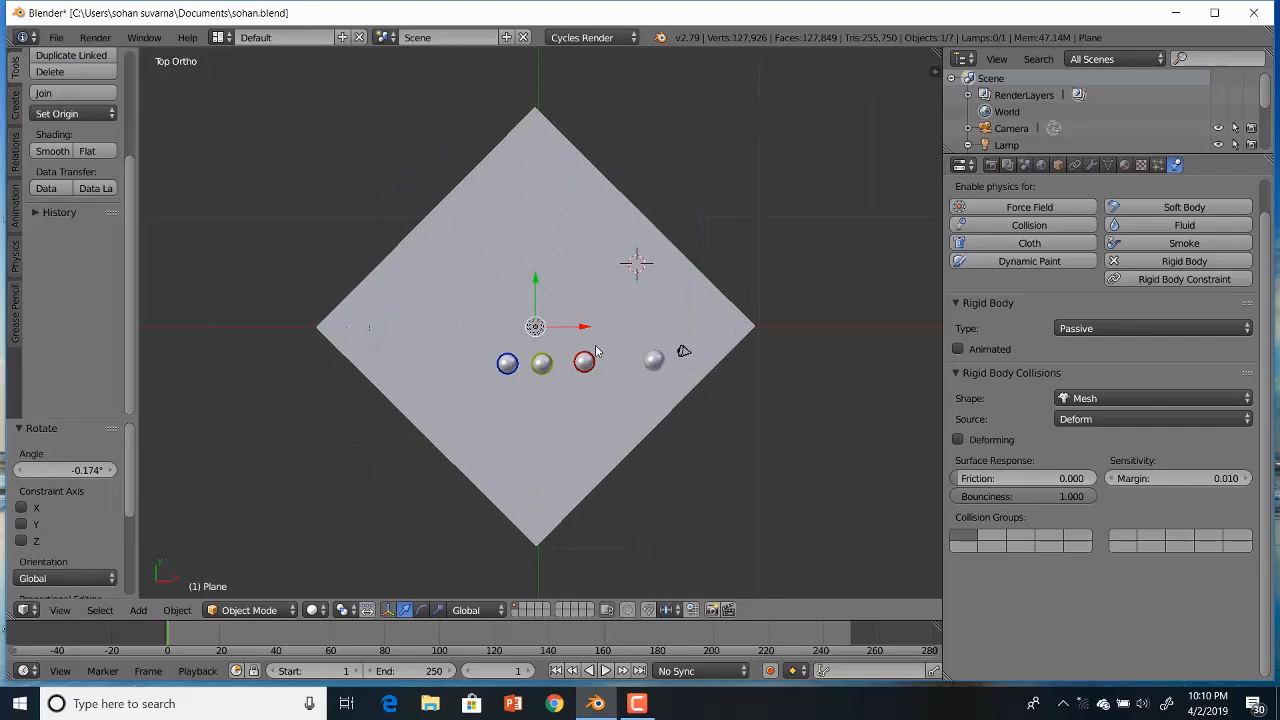 Blender* [C:\Users\sohan suvarna\Documents\sohan.blend]
File Render Window Help Default Scene Cycles Render v2.79 | Verts:127,926 | Faces:127,849 | Tris:255,750 | Objects:1/7 | Lamps:0/1 | Mem:47.14M | Plane
Tools
Create
Relations
Animation
Physics
Grease Pencil
Duplicate Linked
Delete
Join
Set Origin
Shading:
Smooth Flat
Data Transfer:
Data Data La
History
Rotate
Angle
-0.174°
Constraint Axis
X
Y
Z
Orientation
Global
Top Ortho
(1) Plane
View Select Add Object Object Mode Global
-40 -20 0 20 40 60 80 100 120 140 160 180 200 220 240 260 280
View Marker Frame Playback Start: 1 End: 250 1 No Sync
View Search All Scenes
Scene
RenderLayers
World
Camera
Lamp
Enable physics for:
Force Field Soft Body
Collision Fluid
Cloth Smoke
Dynamic Paint Rigid Body
Rigid Body Constraint
Rigid Body
Type: Passive
Animated
Rigid Body Collisions
Shape: Mesh
Source: Deform
Deforming
Surface Response: Sensitivity:
Friction: 0.000 Margin: 0.010
Bounciness: 1.000
Collision Groups:
Type here to search
10:10 PM
4/2/2019
30